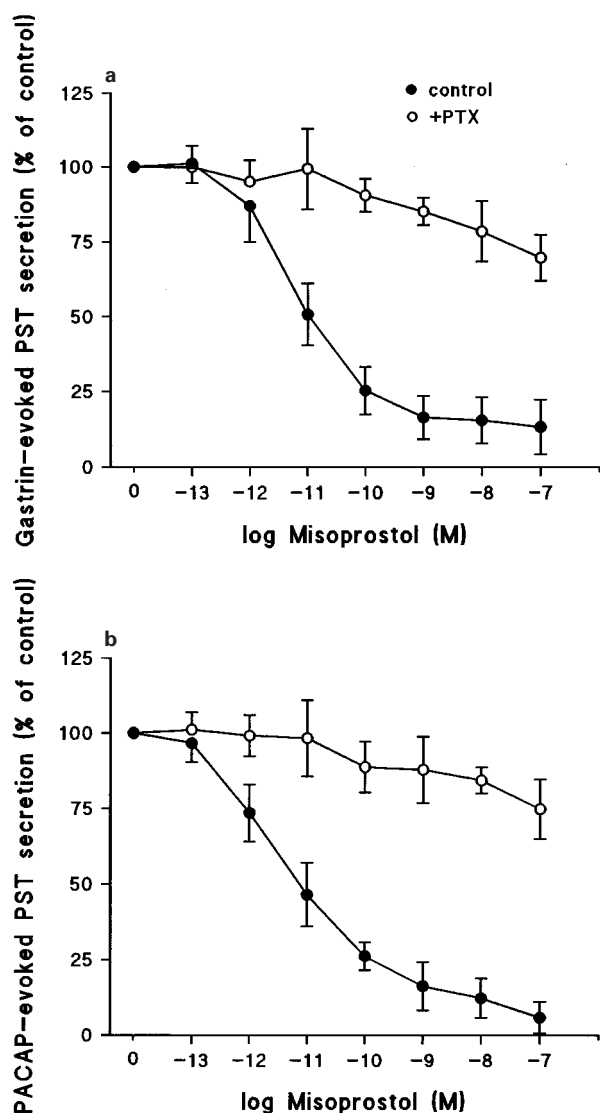 a
Gastrin-evoked PST secretion (% of control)
● control
○ +PTX
125
100
75
50
25
0
0 -13 -12 -11 -10 -9 -8 -7
log Misoprostol (M)
b
PACAP-evoked PST secretion (% of control)
125
100
75
50
25
0
0 -13 -12 -11 -10 -9 -8 -7
log Misoprostol (M)